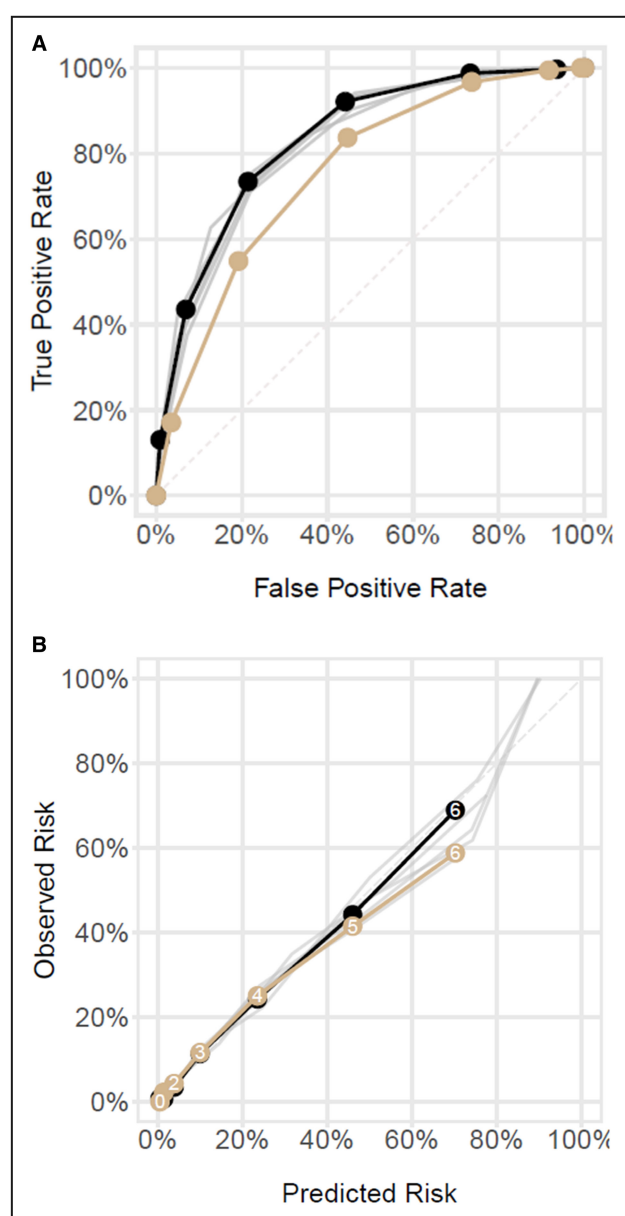 A
100%
80%
60%
40%
20%
0%
True Positive Rate
0% 20% 40% 60% 80% 100%
False Positive Rate
B
100%
80%
60%
40%
20%
0%
Observed Risk
6
6
5
4
3
2
0
0% 20% 40% 60% 80% 100%
Predicted Risk